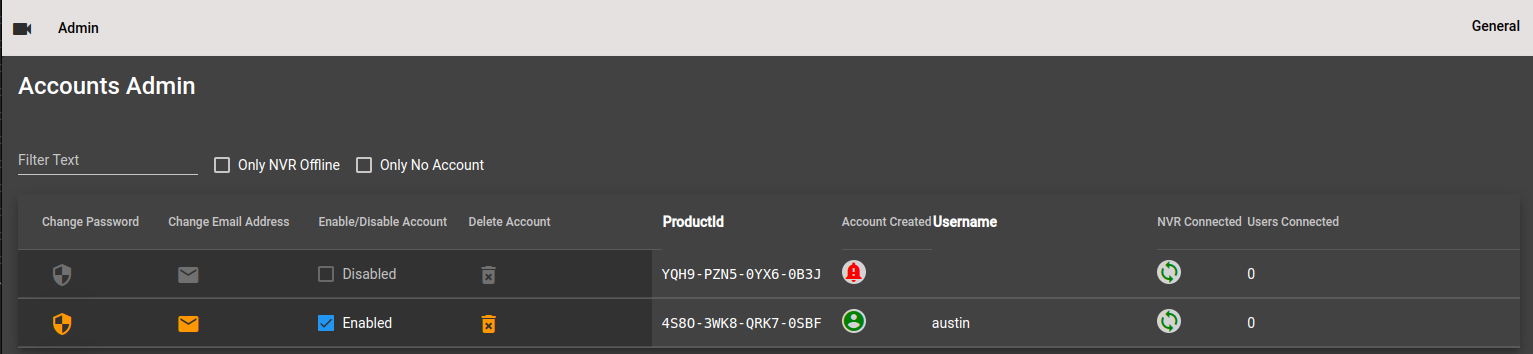 Admin General
Accounts Admin
Filter Text Only NVR Offline Only No Account
Change Password Change Email Address Enable/Disable Account Delete Account ProductId Account Created Username NVR Connected Users Connected
Disabled YQH9-PZN5-0YX6-0B3J 0
Enabled 4S8O-3WK8-QRK7-0SBF austin 0